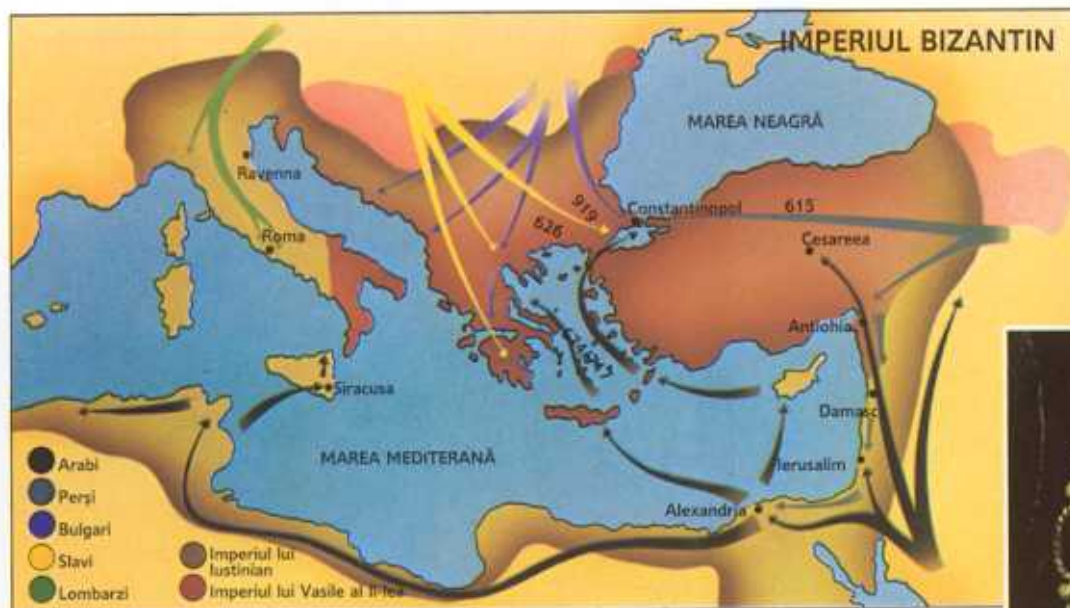 IMPERIUL BIZANTIN
MAREA NEAGRĂ
Ravenna
Constantinopol
615
919
626
Roma
Cesareea
Antiohia
Siracusa
Damasc
MAREA MEDITERANĂ
Ierusalim
Alexandria
Arabi
Perşi
Bulgari
Slavi
Lombarzi
Imperiul lui
Iustinian
Imperiul lui Vasile al II-lea